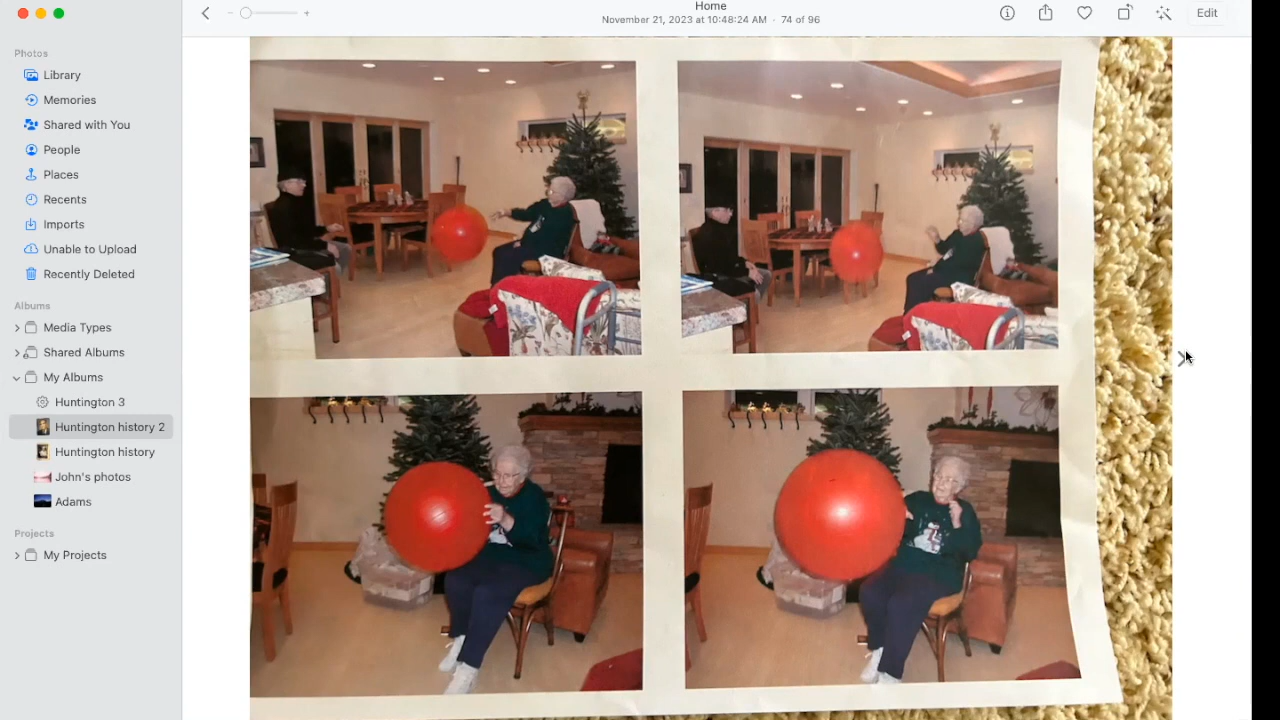 Home
November 21, 2023 at 10:48:24 AM · 74 of 96
Edit
Photos
Library
Memories
Shared with You
People
Places
Recents
Imports
Unable to Upload
Recently Deleted
Albums
Media Types
Shared Albums
My Albums
Huntington 3
Huntington history 2
Huntington history
John's photos
Adams
Projects
My Projects